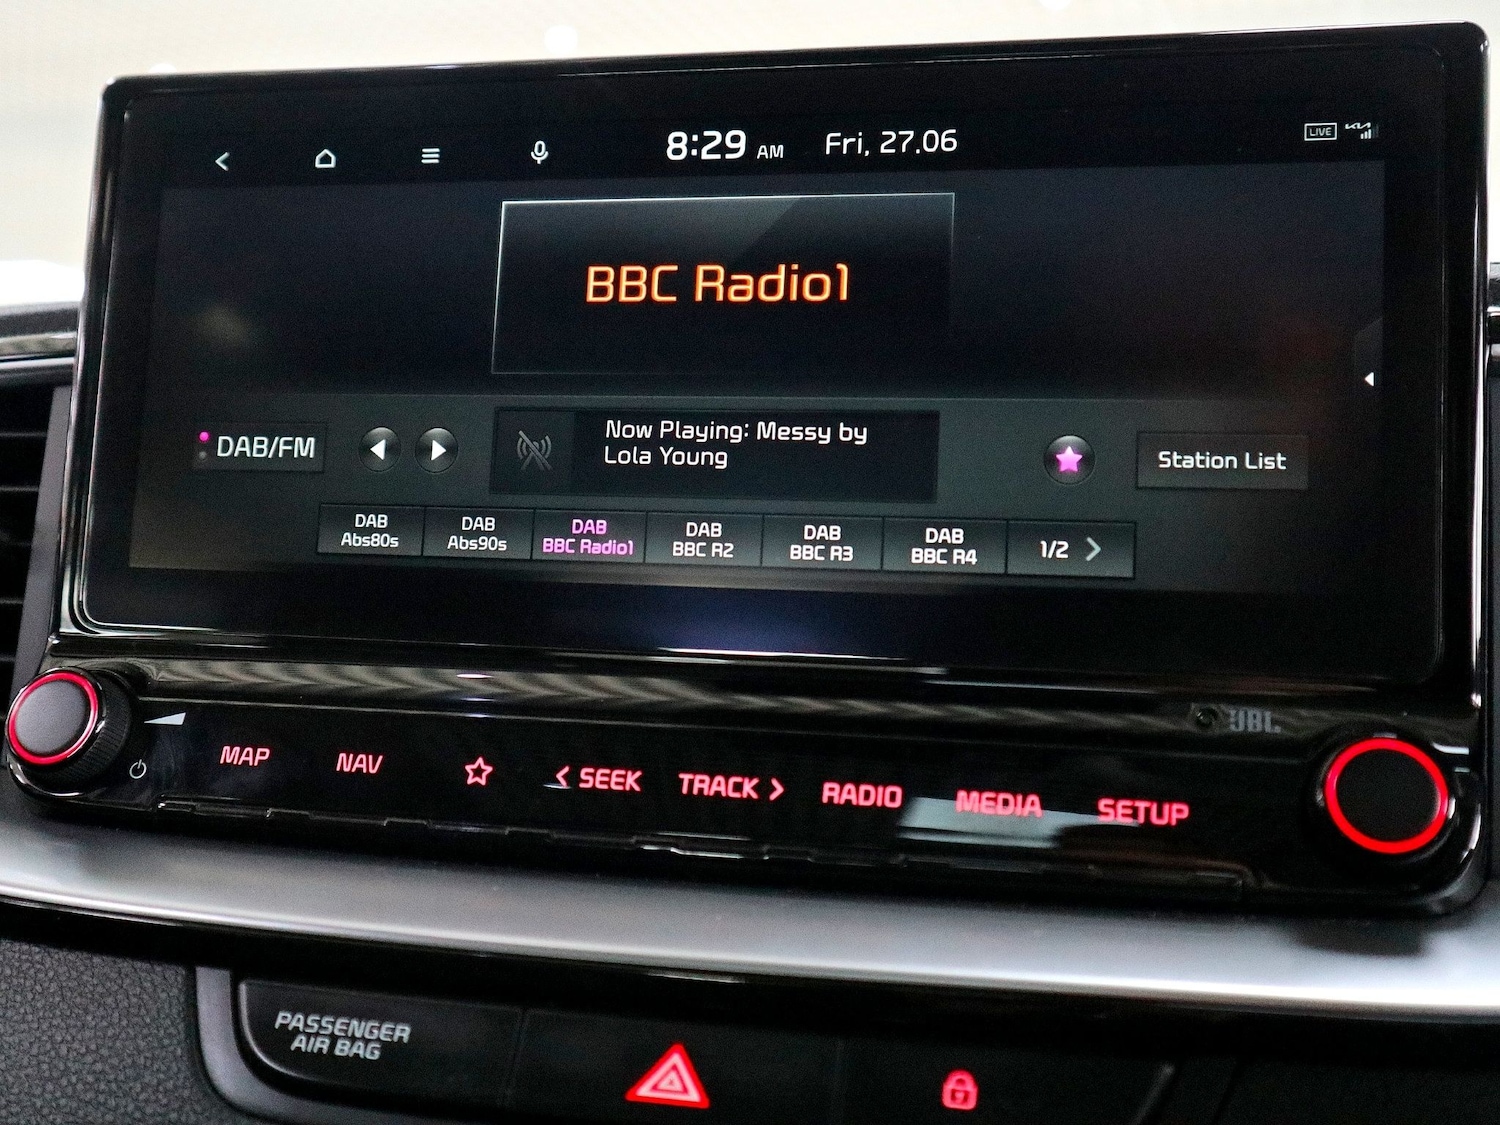 8:29 AM Fri, 27.06
LIVE
BBC Radio1
DAB/FM
Now Playing: Messy by
Lola Young
Station List
DAB
Abs80s
DAB
Abs90s
DAB
BBC Radio1
DAB
BBC R2
DAB
BBC R3
DAB
BBC R4
1/2
JBL
MAP
NAV
SEEK
TRACK
RADIO
MEDIA
SETUP
PASSENGER
AIR BAG